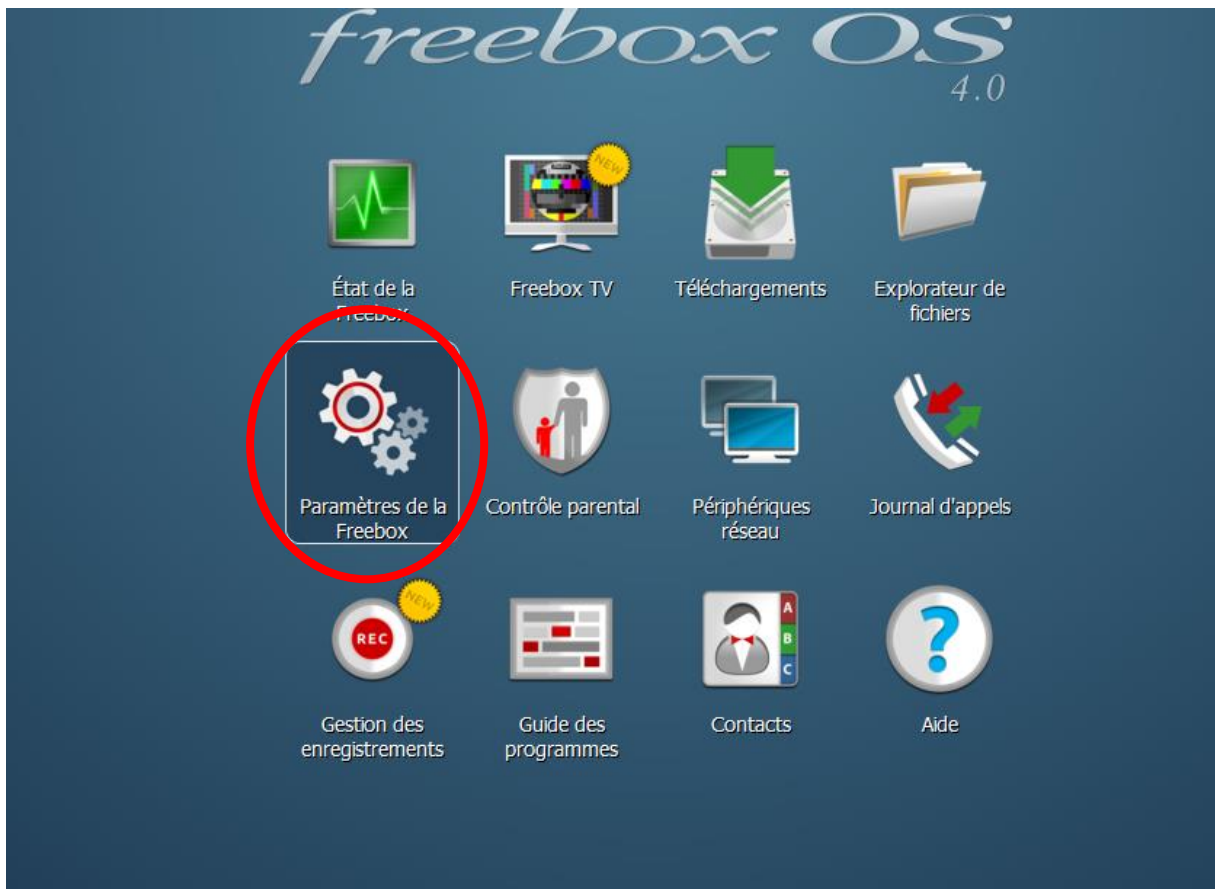 freebox OS
4.0
NEW
État de la
Freebox
Freebox TV
Téléchargements
Explorateur de
fichiers
Paramètres de la
Freebox
Contrôle parental
Périphériques
réseau
Journal d'appels
NEW
REC
A
B
C
?
Gestion des
enregistrements
Guide des
programmes
Contacts
Aide